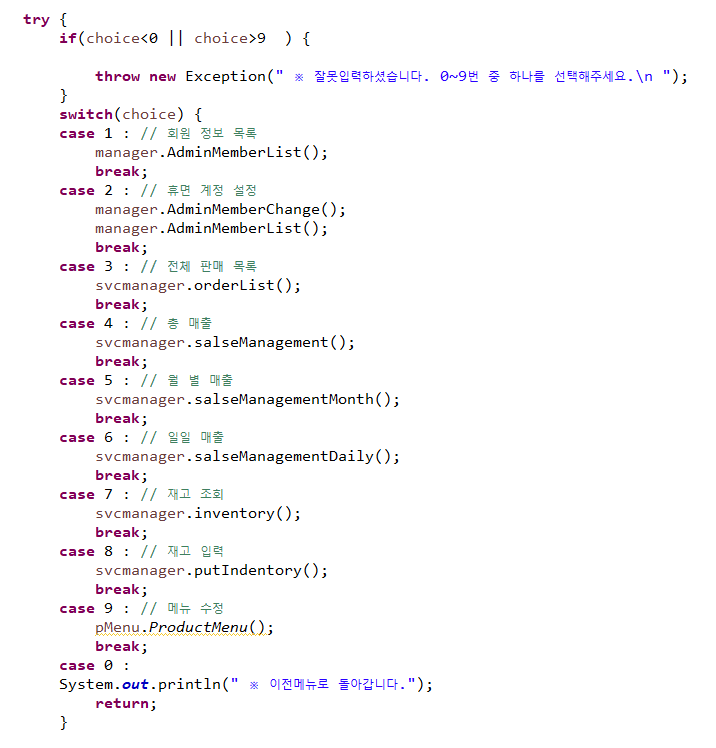 try {
if(choice<0 || choice>9  ) {
throw new Exception(" ※ 잘못입력하셨습니다. 0~9번 중 하나를 선택해주세요.\n ");
}
switch(choice) {
case 1 : // 회원 정보 목록
manager.AdminMemberList();
break;
case 2 : // 휴면 계정 설정
manager.AdminMemberChange();
manager.AdminMemberList();
break;
case 3 : // 전체 판매 목록
svcmanager.orderList();
break;
case 4 : // 총 매출
svcmanager.salseManagement();
break;
case 5 : // 월 별 매출
svcmanager.salseManagementMonth();
break;
case 6 : // 일일 매출
svcmanager.salseManagementDaily();
break;
case 7 : // 재고 조회
svcmanager.inventory();
break;
case 8 : // 재고 입력
svcmanager.putIndentory();
break;
case 9 : // 메뉴 수정
pMenu.ProductMenu();
break;
case 0 :
System.out.println(" ※ 이전메뉴로 돌아갑니다.");
return;
}